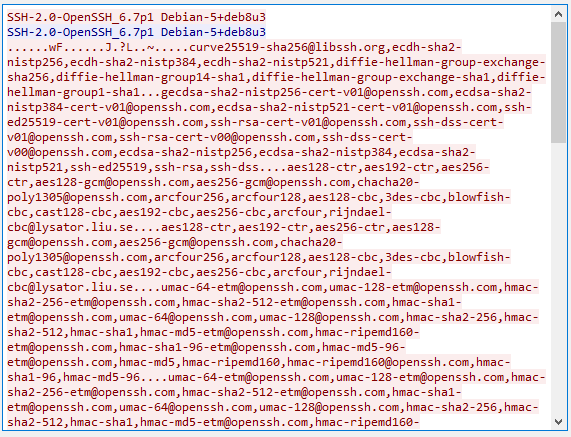 SSH-2.0-OpenSSH_6.7p1 Debian-5+deb8u3
SSH-2.0-OpenSSH_6.7p1 Debian-5+deb8u3
......wF......J.?L..~.....curve25519-sha256@libssh.org,ecdh-sha2-
nistp256,ecdh-sha2-nistp384,ecdh-sha2-nistp521,diffie-hellman-group-exchange-
sha256,diffie-hellman-group14-sha1,diffie-hellman-group-exchange-sha1,diffie-
hellman-group1-sha1...gecdsa-sha2-nistp256-cert-v01@openssh.com,ecdsa-sha2-
nistp384-cert-v01@openssh.com,ecdsa-sha2-nistp521-cert-v01@openssh.com,ssh-
ed25519-cert-v01@openssh.com,ssh-rsa-cert-v01@openssh.com,ssh-dss-cert-
v01@openssh.com,ssh-rsa-cert-v00@openssh.com,ssh-dss-cert-
v00@openssh.com,ecdsa-sha2-nistp256,ecdsa-sha2-nistp384,ecdsa-sha2-
nistp521,ssh-ed25519,ssh-rsa,ssh-dss....aes128-ctr,aes192-ctr,aes256-
ctr,aes128-gcm@openssh.com,aes256-gcm@openssh.com,chacha20-
poly1305@openssh.com,arcfour256,arcfour128,aes128-cbc,3des-cbc,blowfish-
cbc,cast128-cbc,aes192-cbc,aes256-cbc,arcfour,rijndael-
cbc@lysator.liu.se....aes128-ctr,aes192-ctr,aes256-ctr,aes128-
gcm@openssh.com,aes256-gcm@openssh.com,chacha20-
poly1305@openssh.com,arcfour256,arcfour128,aes128-cbc,3des-cbc,blowfish-
cbc,cast128-cbc,aes192-cbc,aes256-cbc,arcfour,rijndael-
cbc@lysator.liu.se....umac-64-etm@openssh.com,umac-128-etm@openssh.com,hmac-
sha2-256-etm@openssh.com,hmac-sha2-512-etm@openssh.com,hmac-sha1-
etm@openssh.com,umac-64@openssh.com,umac-128@openssh.com,hmac-sha2-256,hmac-
sha2-512,hmac-sha1,hmac-md5-etm@openssh.com,hmac-ripemd160-
etm@openssh.com,hmac-sha1-96-etm@openssh.com,hmac-md5-96-
etm@openssh.com,hmac-md5,hmac-ripemd160,hmac-ripemd160@openssh.com,hmac-
sha1-96,hmac-md5-96....umac-64-etm@openssh.com,umac-128-etm@openssh.com,hmac-
sha2-256-etm@openssh.com,hmac-sha2-512-etm@openssh.com,hmac-sha1-
etm@openssh.com,umac-64@openssh.com,umac-128@openssh.com,hmac-sha2-256,hmac-
sha2-512,hmac-sha1,hmac-md5-etm@openssh.com,hmac-ripemd160-